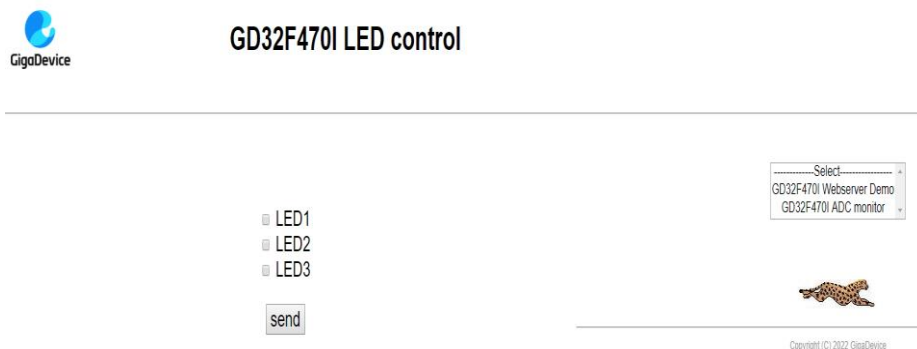 GigaDevice
GD32F470I LED control
-------------Select-----------------
GD32F470I Webserver Demo
GD32F470I ADC monitor
LED1
LED2
LED3
send
Copyright (C) 2022 GigaDevice